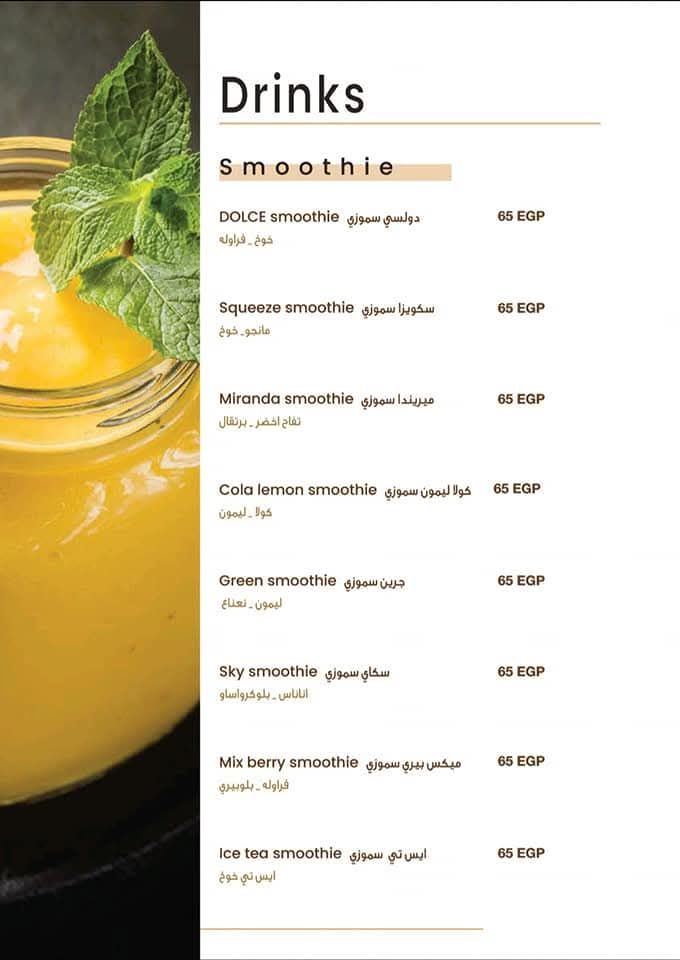 Drinks
Smoothie
DOLCE smoothie دولسي سموزي 65 EGP
خوخ _ فراوله
Squeeze smoothie سكويزا سموزي 65 EGP
مانجو_ خوخ
Miranda smoothie ميريندا سموزي 65 EGP
تفاح اخضر _ برتقال
Cola lemon smoothie كولا ليمون سموزي 65 EGP
كولا _ ليمون
Green smoothie جرين سموزي 65 EGP
ليمون _ نعناع
Sky smoothie سكاي سموزي 65 EGP
اناناس _ بلوكرواساو
Mix berry smoothie ميكس بيري سموزي 65 EGP
فراوله _ بلوبيري
Ice tea smoothie ايس تي سموزي 65 EGP
ايس تي خوخ